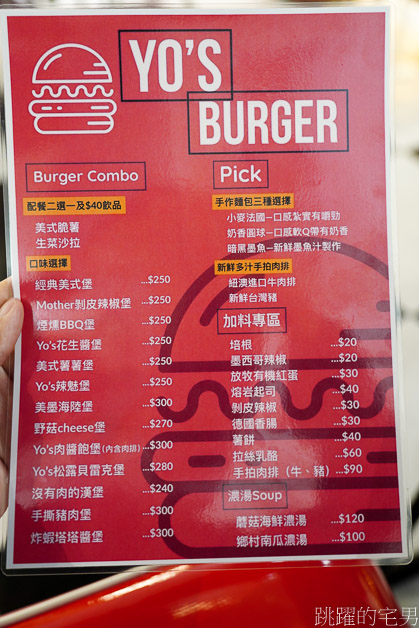 YO'S
BURGER
Burger Combo
配餐二選一及$40飲品
美式脆薯
生菜沙拉
口味選擇
經典美式堡 ...$250
Mother剝皮辣椒堡 ...$250
煙燻BBQ堡 ...$250
Yo's花生醬堡 ...$250
美式薯薯堡 ...$250
Yo's辣魅堡 ...$250
美墨海陸堡 ...$300
野菇cheese堡 ...$270
Yo's肉醬飽堡(內含肉排) ...$300
Yo's松露貝雷克堡 ...$280
沒有肉的漢堡 ...$240
手撕豬肉堡 ...$300
炸蝦塔塔醬堡 ...$300
Pick
手作麵包三種選擇
小麥法國—口感紮實有嚼勁
奶香圓球—口感軟Q帶有奶香
暗黑墨魚—新鮮墨魚汁製作
新鮮多汁手拍肉排
紐澳進口牛肉排
新鮮台灣豬
加料專區
培根 ...$20
墨西哥辣椒 ...$20
放牧有機紅蛋 ...$30
熔岩起司 ...$40
剝皮辣椒 ...$30
德國香腸 ...$30
薯餅 ...$40
拉絲乳酪 ...$60
手拍肉排（牛、豬）...$90
濃湯Soup
蘑菇海鮮濃湯 ...$120
鄉村南瓜濃湯 ...$100
跳躍的宅男